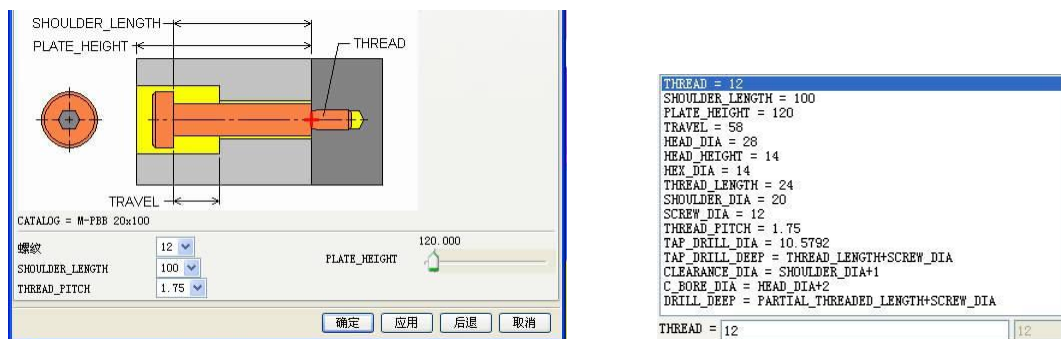 SHOULDER_LENGTH
PLATE_HEIGHT
THREAD
TRAVEL
CATALOG = M-PBB 20x100
螺纹 12
SHOULDER_LENGTH 100
THREAD_PITCH 1.75
PLATE_HEIGHT 120.000
确定 应用 后退 取消
THREAD = 12
SHOULDER_LENGTH = 100
PLATE_HEIGHT = 120
TRAVEL = 58
HEAD_DIA = 28
HEAD_HEIGHT = 14
HEX_DIA = 14
THREAD_LENGTH = 24
SHOULDER_DIA = 20
SCREW_DIA = 12
THREAD_PITCH = 1.75
TAP_DRILL_DIA = 10.5792
TAP_DRILL_DEEP = THREAD_LENGTH+SCREW_DIA
CLEARANCE_DIA = SHOULDER_DIA+1
C_BORE_DIA = HEAD_DIA+2
DRILL_DEEP = PARTIAL_THREADED_LENGTH+SCREW_DIA
THREAD = 12 12